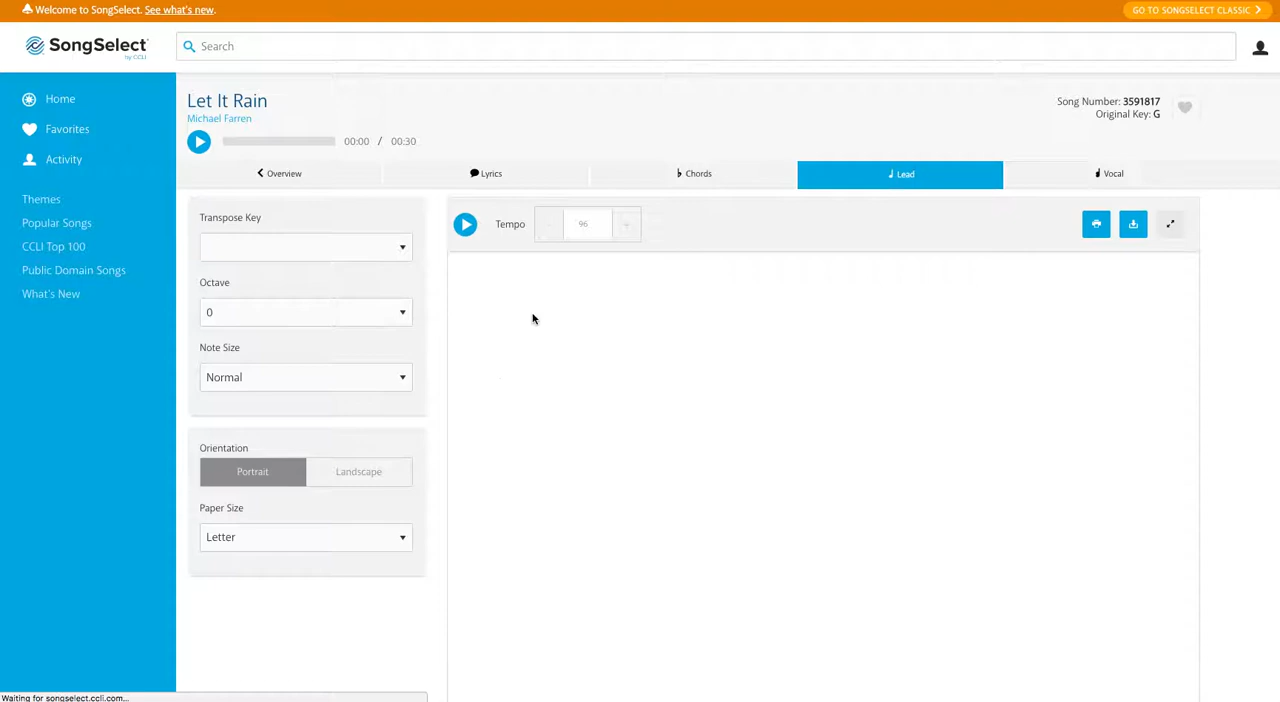 Welcome to SongSelect. See what's new.
GO TO SONGSELECT CLASSIC
SongSelect
by CCLI
Search
Home
Favorites
Activity
Themes
Popular Songs
CCLI Top 100
Public Domain Songs
What's New
Let It Rain
Michael Farren
00:00 / 00:30
Song Number: 3591817
Original Key: G
Overview
Lyrics
Chords
Lead
Vocal
Transpose Key
Octave
0
Note Size
Normal
Orientation
Portrait
Landscape
Paper Size
Letter
Tempo
- 96 +
Waiting for songselect.ccli.com...